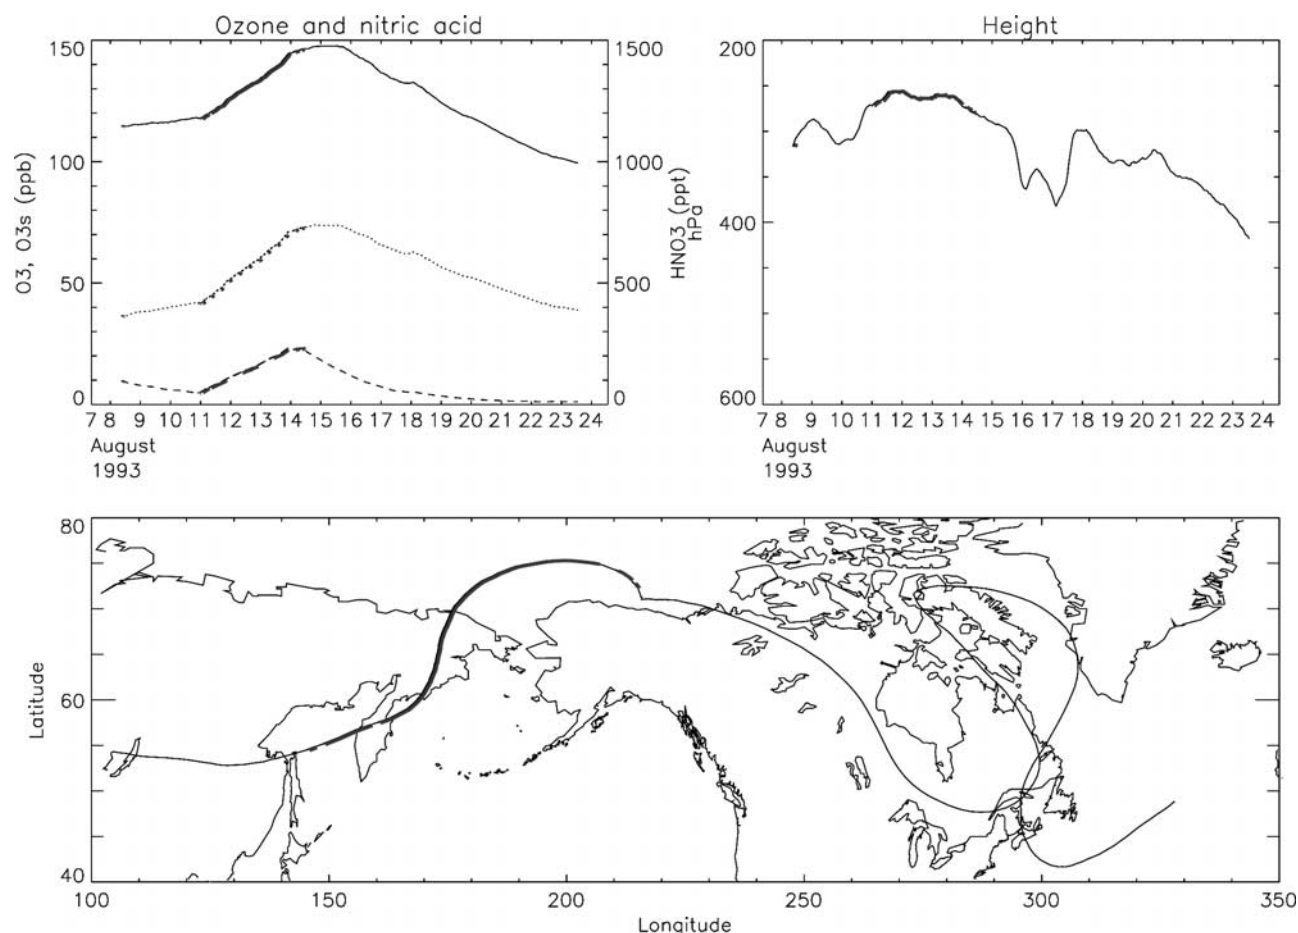 Ozone and nitric acid
150
100
50
0
O3, O3s (ppb)
1500
1000
500
0
HNO3 (ppt)
7 8 9 10 11 12 13 14 15 16 17 18 19 20 21 22 23 24
August
1993
Height
200
400
600
hPa
7 8 9 10 11 12 13 14 15 16 17 18 19 20 21 22 23 24
August
1993
80
60
40
Latitude
100 150 200 250 300 350
Longitude